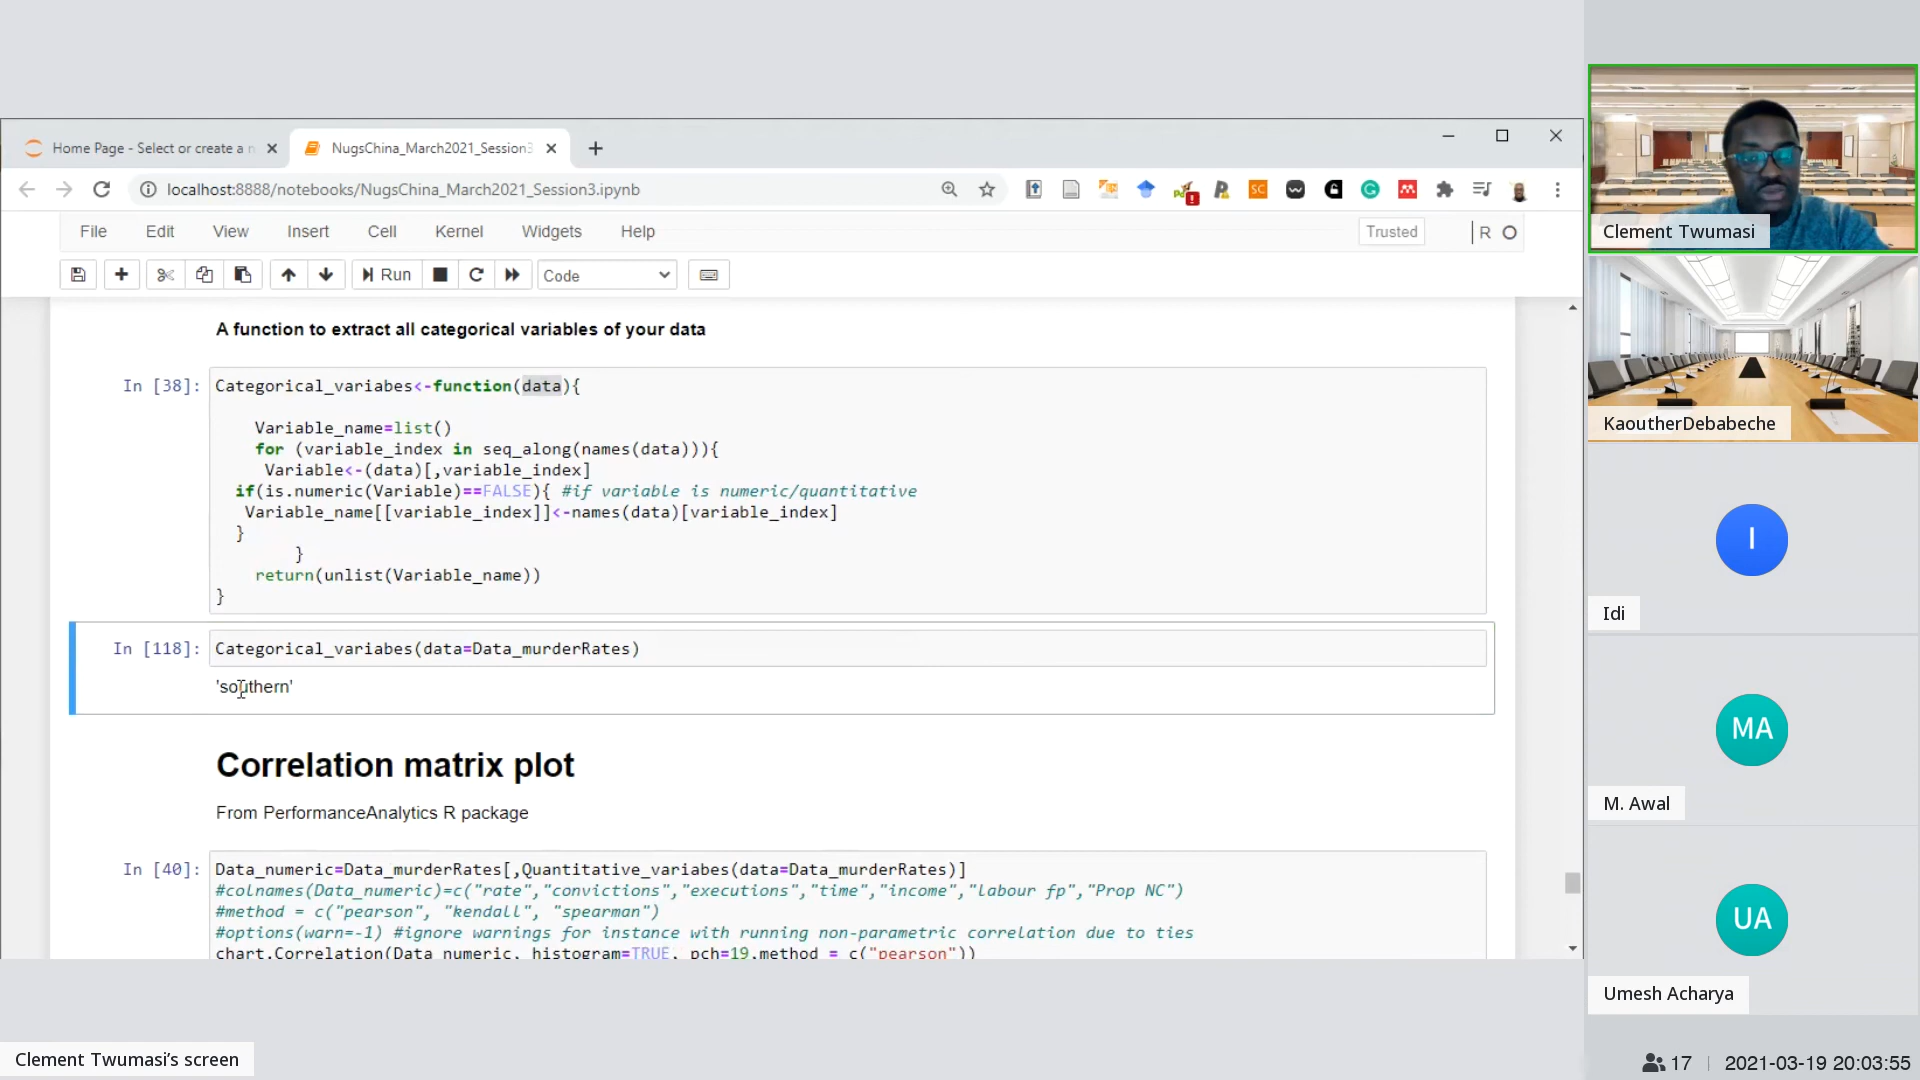 Home Page - Select or create a n
NugsChina_March2021_Session3
localhost:8888/notebooks/NugsChina_March2021_Session3.ipynb
SC
File Edit View Insert Cell Kernel Widgets Help
Trusted
R
Run
Code
A function to extract all categorical variables of your data
In [38]:
Categorical_variabes<-function(data){
Variable_name=list()
for (variable_index in seq_along(names(data))){
Variable<-(data)[,variable_index]
if(is.numeric(Variable)==FALSE){ #if variable is numeric/quantitative
Variable_name[[variable_index]]<-names(data)[variable_index]
}
}
return(unlist(Variable_name))
}
In [118]:
Categorical_variabes(data=Data_murderRates)
'southern'
Correlation matrix plot
From PerformanceAnalytics R package
In [40]:
Data_numeric=Data_murderRates[,Quantitative_variabes(data=Data_murderRates)]
#colnames(Data_numeric)=c("rate","convictions","executions","time","income","labour fp","Prop NC")
#method = c("pearson", "kendall", "spearman")
#options(warn=-1) #ignore warnings for instance with running non-parametric correlation due to ties
chart.Correlation(Data_numeric, histogram=TRUE, pch=19,method = c("pearson"))
Clement Twumasi's screen
Clement Twumasi
KaoutherDebabeche
I
Idi
MA
M. Awal
UA
Umesh Acharya
17
2021-03-19 20:03:55